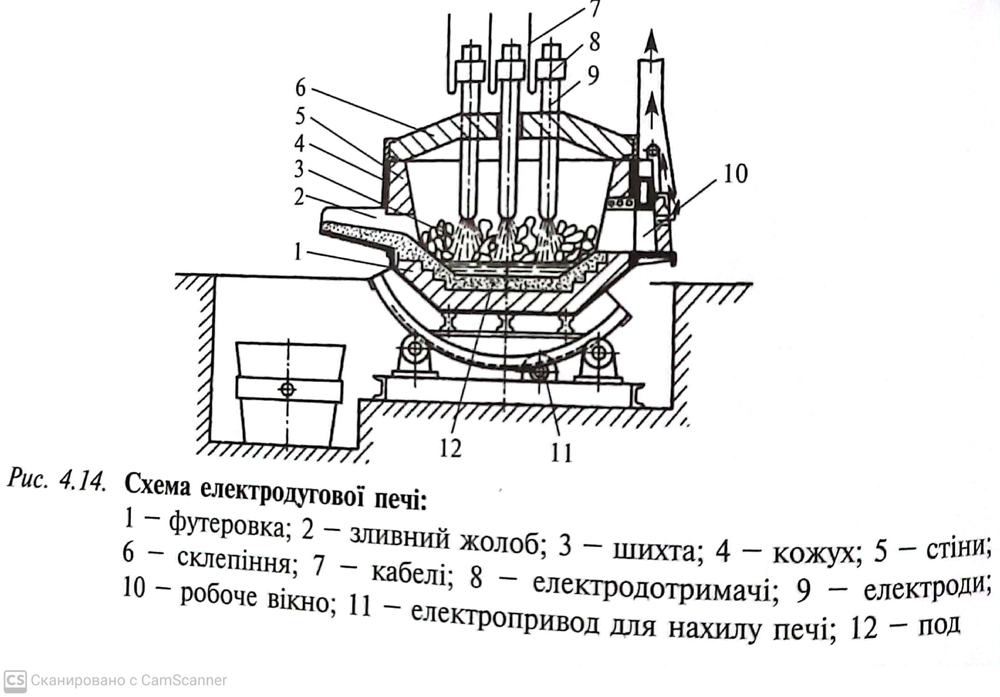 7
8
9
6
5
4
3
2
1
10
12
11
Рис. 4.14. Схема електродугової печі:
1 – футеровка; 2 – зливний жолоб; 3 – шихта; 4 – кожух; 5 – стіни;
6 – склепіння; 7 – кабелі; 8 – електродотримачі; 9 – електроди;
10 – робоче вікно; 11 – електропривод для нахилу печі; 12 – под
CS Сканировано с CamScanner